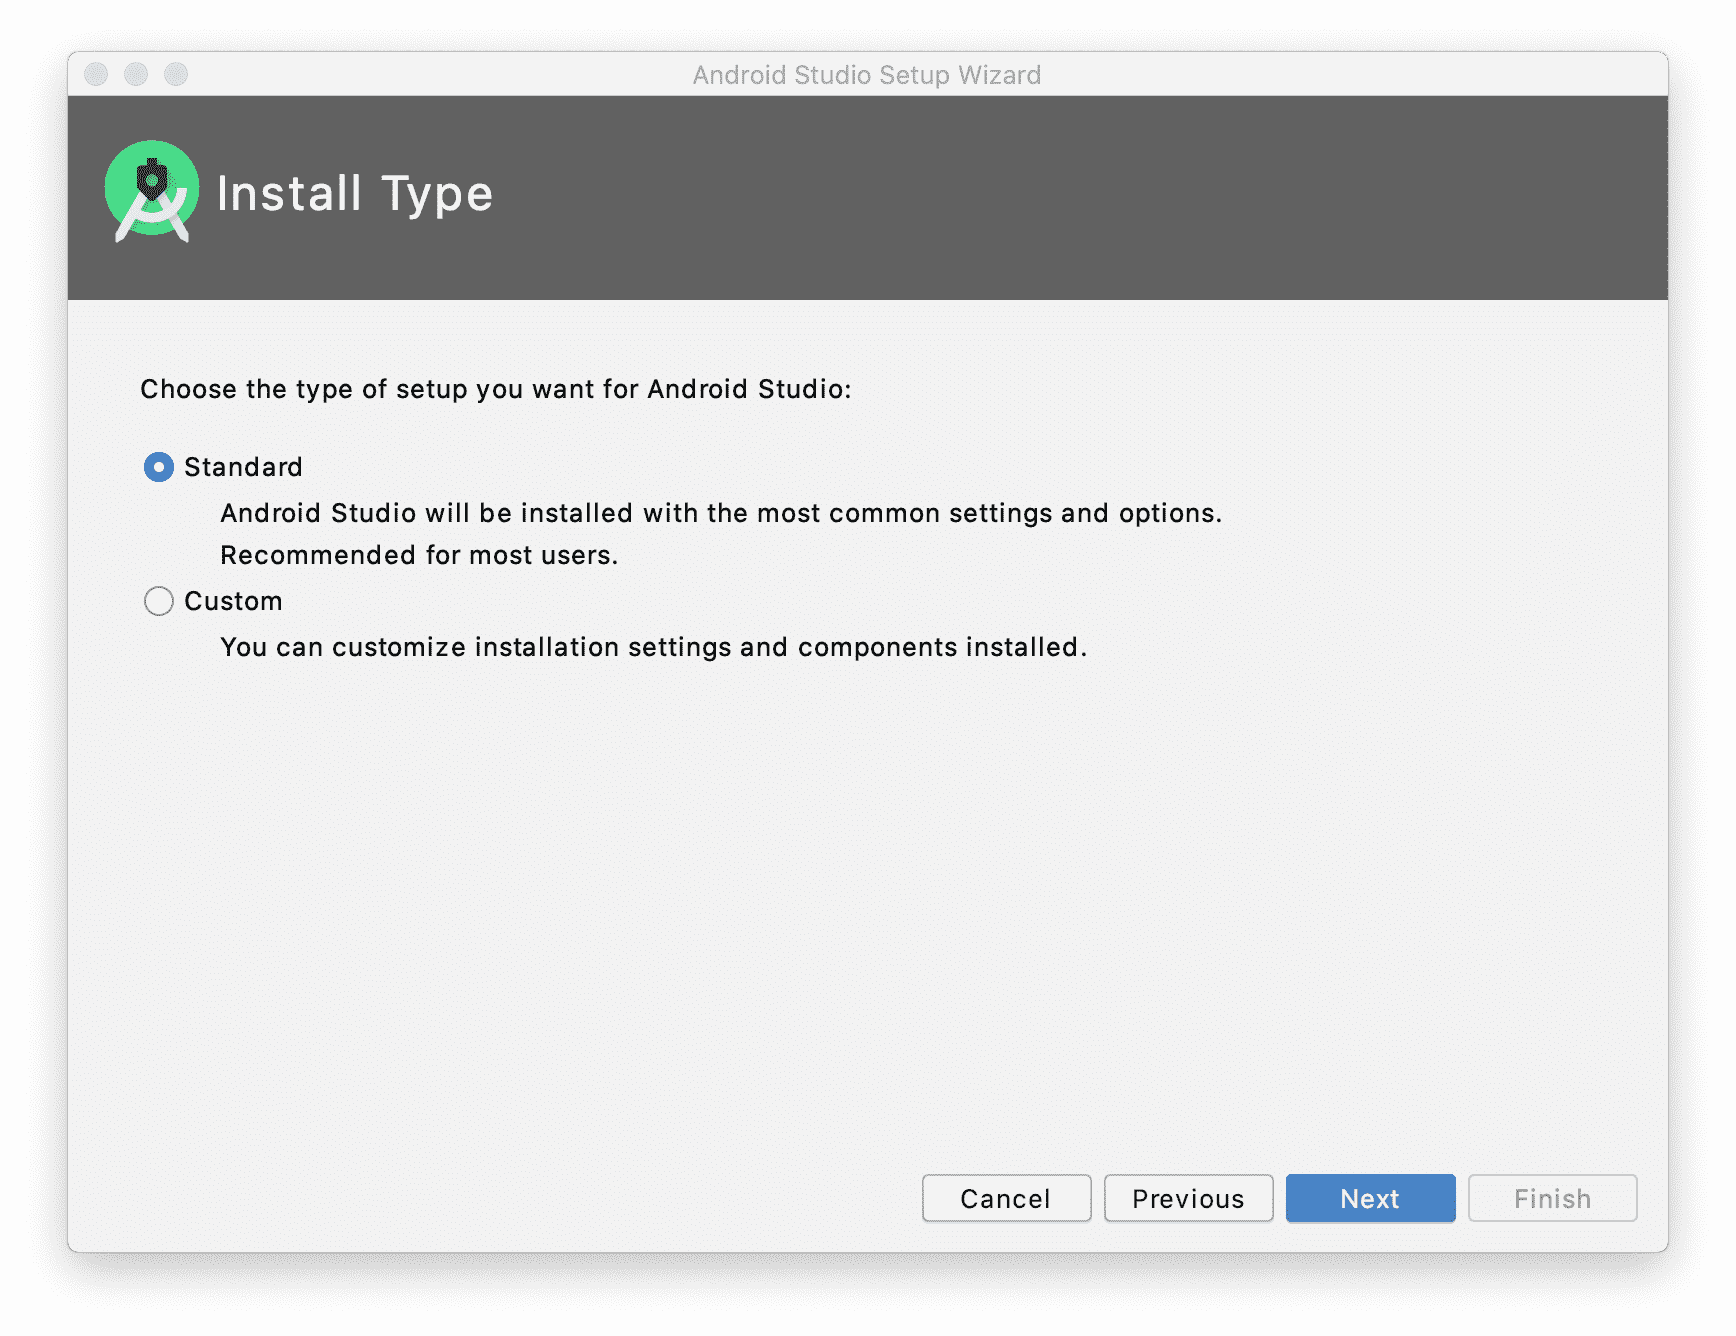 Android Studio Setup Wizard
Install Type
Choose the type of setup you want for Android Studio:
Standard
Android Studio will be installed with the most common settings and options.
Recommended for most users.
Custom
You can customize installation settings and components installed.
Cancel
Previous
Next
Finish